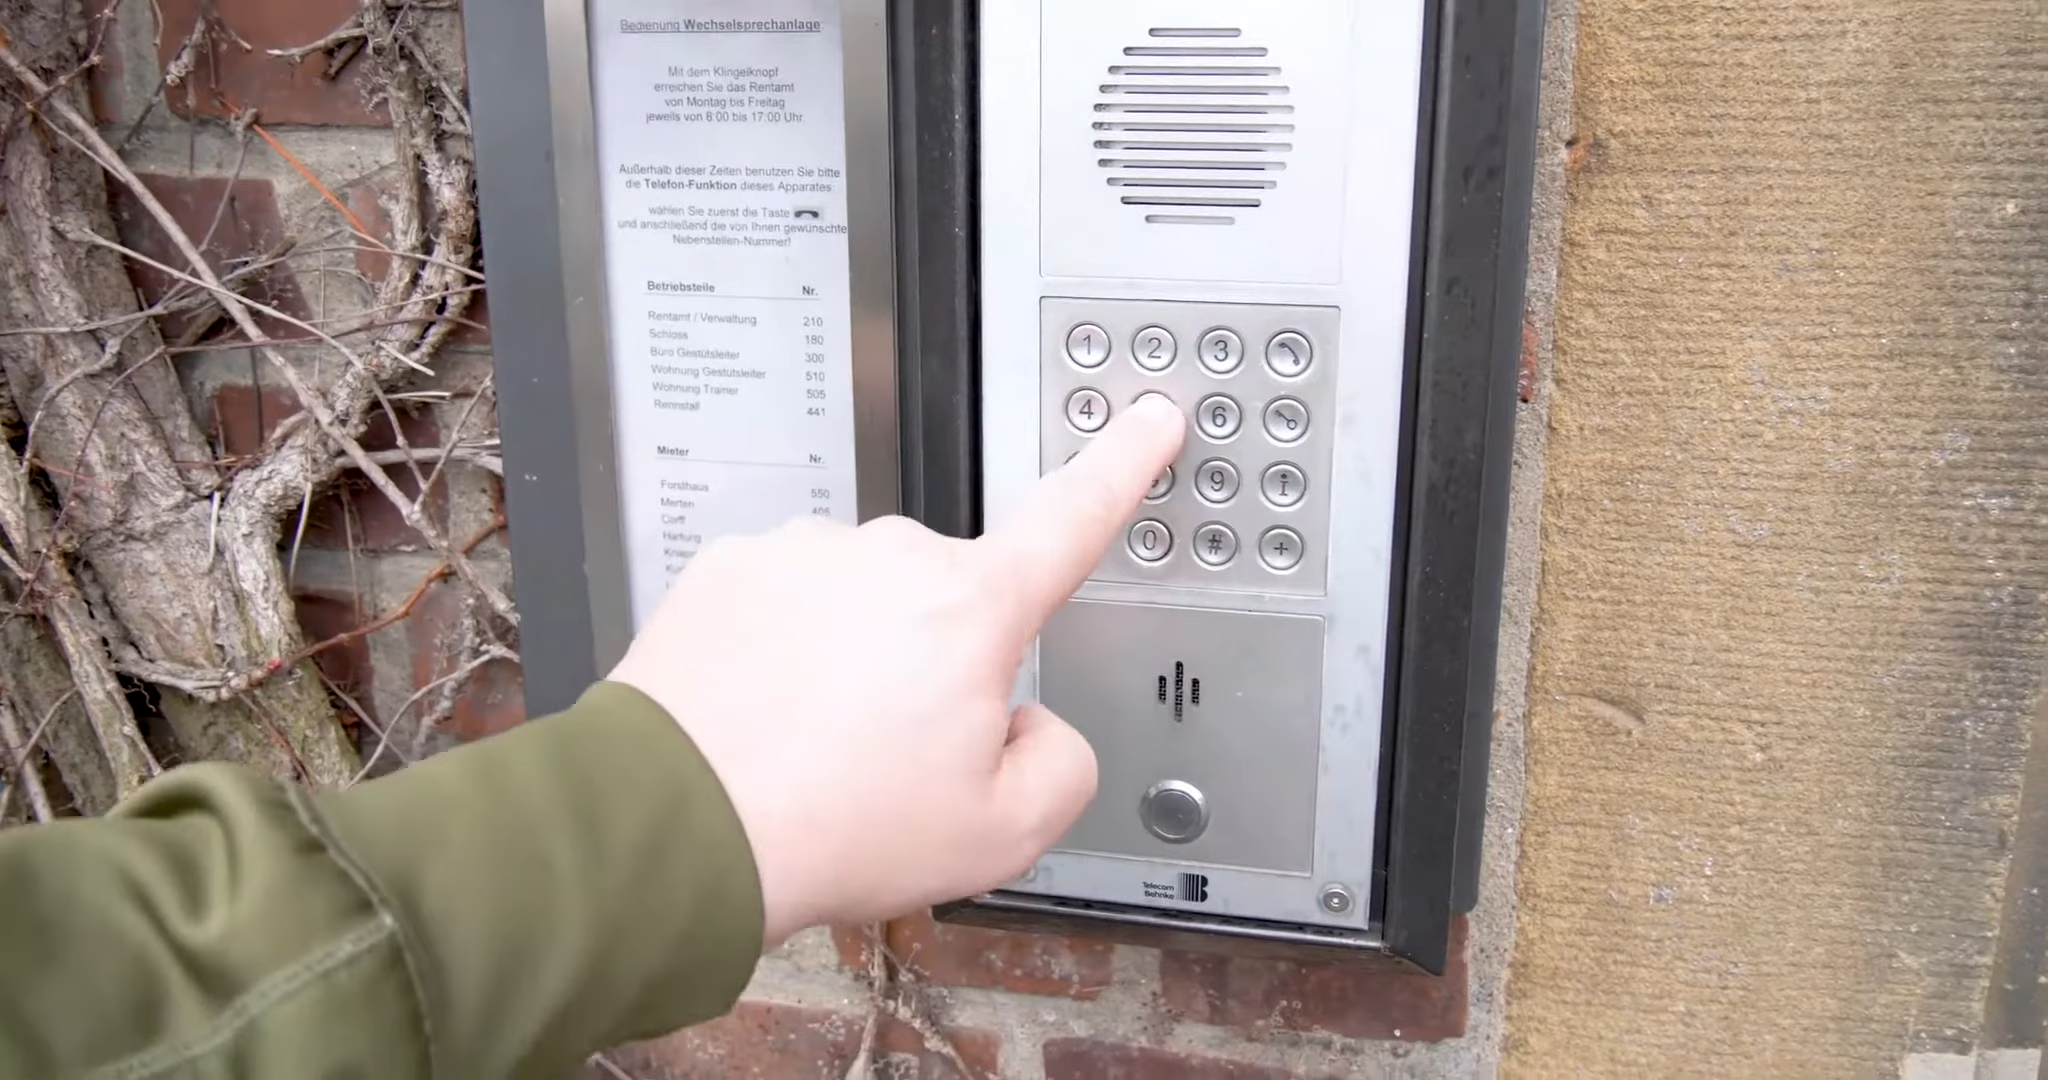 Bedienung Wechselsprechanlage
Mit dem Klingelknopf
erreichen Sie das Rentamt
von Montag bis Freitag
jeweils von 8:00 bis 17:00 Uhr.
Außerhalb dieser Zeiten benutzen Sie bitte
die Telefon-Funktion dieses Apparates:
wählen Sie zuerst die Taste
und anschließend die von Ihnen gewünschte
Nebenstellen-Nummer!
Betriebsteile Nr.
Rentamt / Verwaltung 210
Schloss 180
Büro Gestütsleiter 300
Wohnung Gestütsleiter 510
Wohnung Trainer 505
Rennstall 441
Mieter Nr.
Forsthaus 550
Merten
Corff
Hartung
1 2 3
4 6
9 i
0 # +
Telecom
Behnke